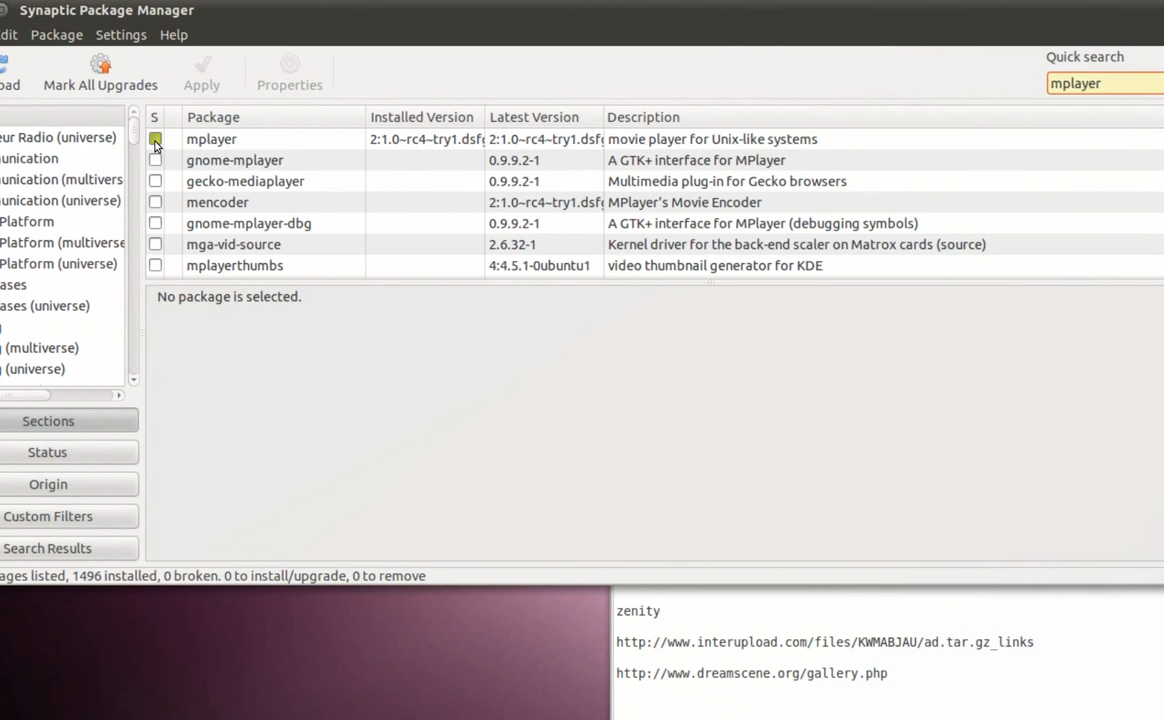 Synaptic Package Manager
dit Package Settings Help
oad Mark All Upgrades Apply Properties Quick search
mplayer
S Package Installed Version Latest Version Description
mplayer 2:1.0~rc4~try1.dsfg 2:1.0~rc4~try1.dsfg movie player for Unix-like systems
gnome-mplayer 0.9.9.2-1 A GTK+ interface for MPlayer
gecko-mediaplayer 0.9.9.2-1 Multimedia plug-in for Gecko browsers
mencoder 2:1.0~rc4~try1.dsfg MPlayer's Movie Encoder
gnome-mplayer-dbg 0.9.9.2-1 A GTK+ interface for MPlayer (debugging symbols)
mga-vid-source 2.6.32-1 Kernel driver for the back-end scaler on Matrox cards (source)
mplayerthumbs 4:4.5.1-0ubuntu1 video thumbnail generator for KDE
eur Radio (universe)
unication
unication (multivers
unication (universe)
Platform
Platform (multiverse
Platform (universe)
ases
ases (universe)
g
g (multiverse)
g (universe)
No package is selected.
Sections
Status
Origin
Custom Filters
Search Results
ages listed, 1496 installed, 0 broken. 0 to install/upgrade, 0 to remove
zenity
http://www.interupload.com/files/KWMABJAU/ad.tar.gz_links
http://www.dreamscene.org/gallery.php